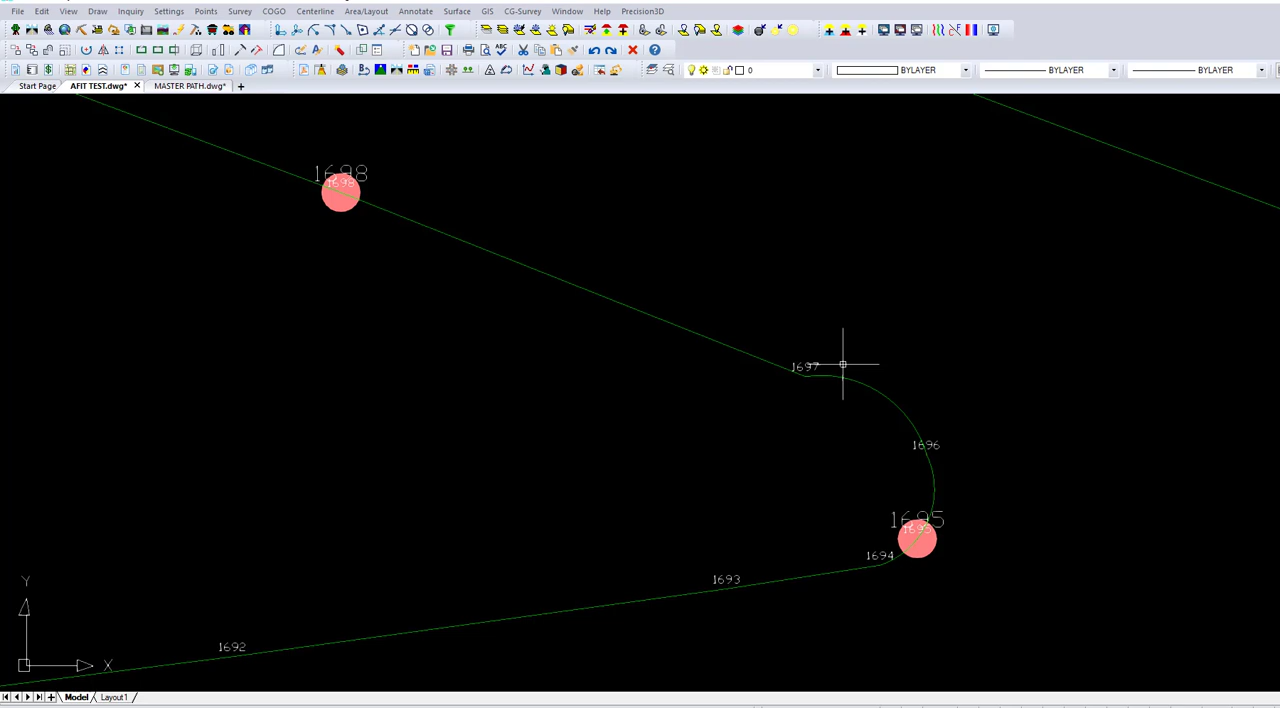 File Edit View Draw Inquiry Settings Points Survey COGO Centerline Area/Layout Annotate Surface GIS CG-Survey Window Help Precision3D
0 BYLAYER BYLAYER BYLAYER
Start Page AFIT TEST.dwg* MASTER PATH.dwg*
1698
1698
1697
1696
1695
1695
1694
1693
1692
Y
X
Model Layout1